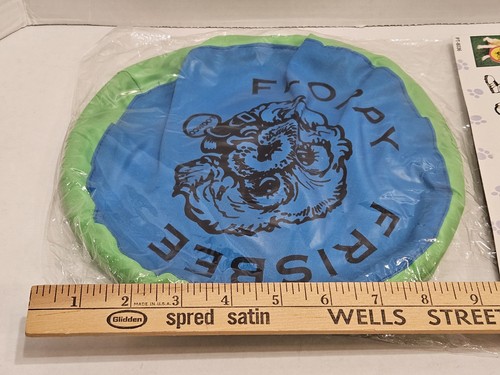 FLOPPY
FRISBEE
1 2 3 4 5 6 7 8 9
MADE IN U.S.A.
Glidden spred satin WELLS STREET